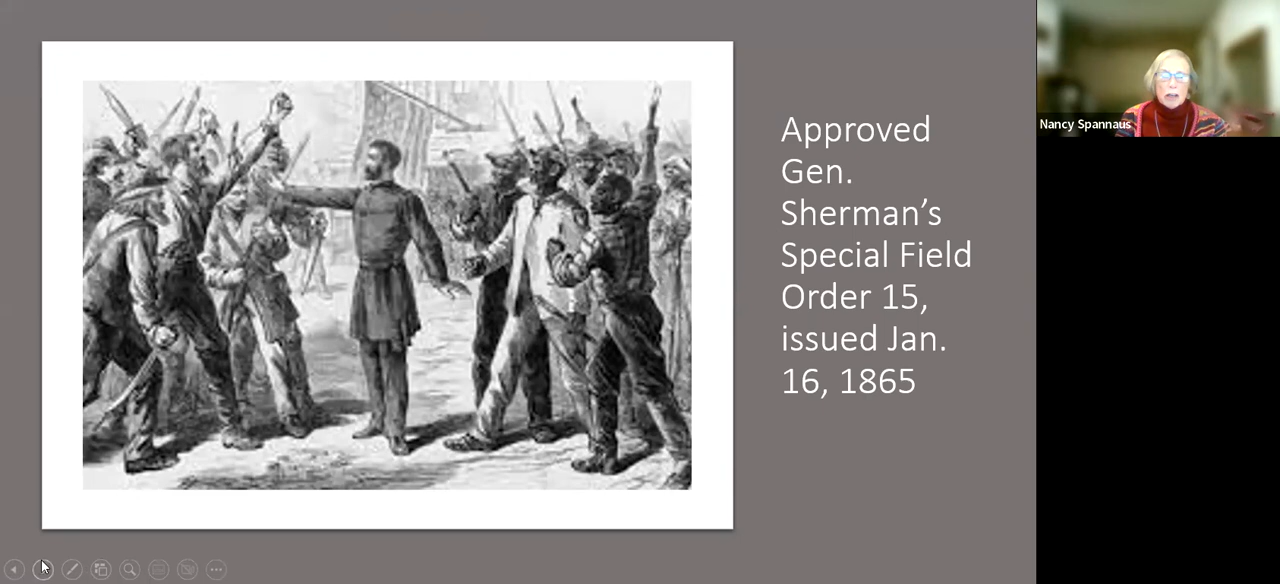 Approved
Gen.
Sherman’s
Special Field
Order 15,
issued Jan.
16, 1865
Nancy Spannaus